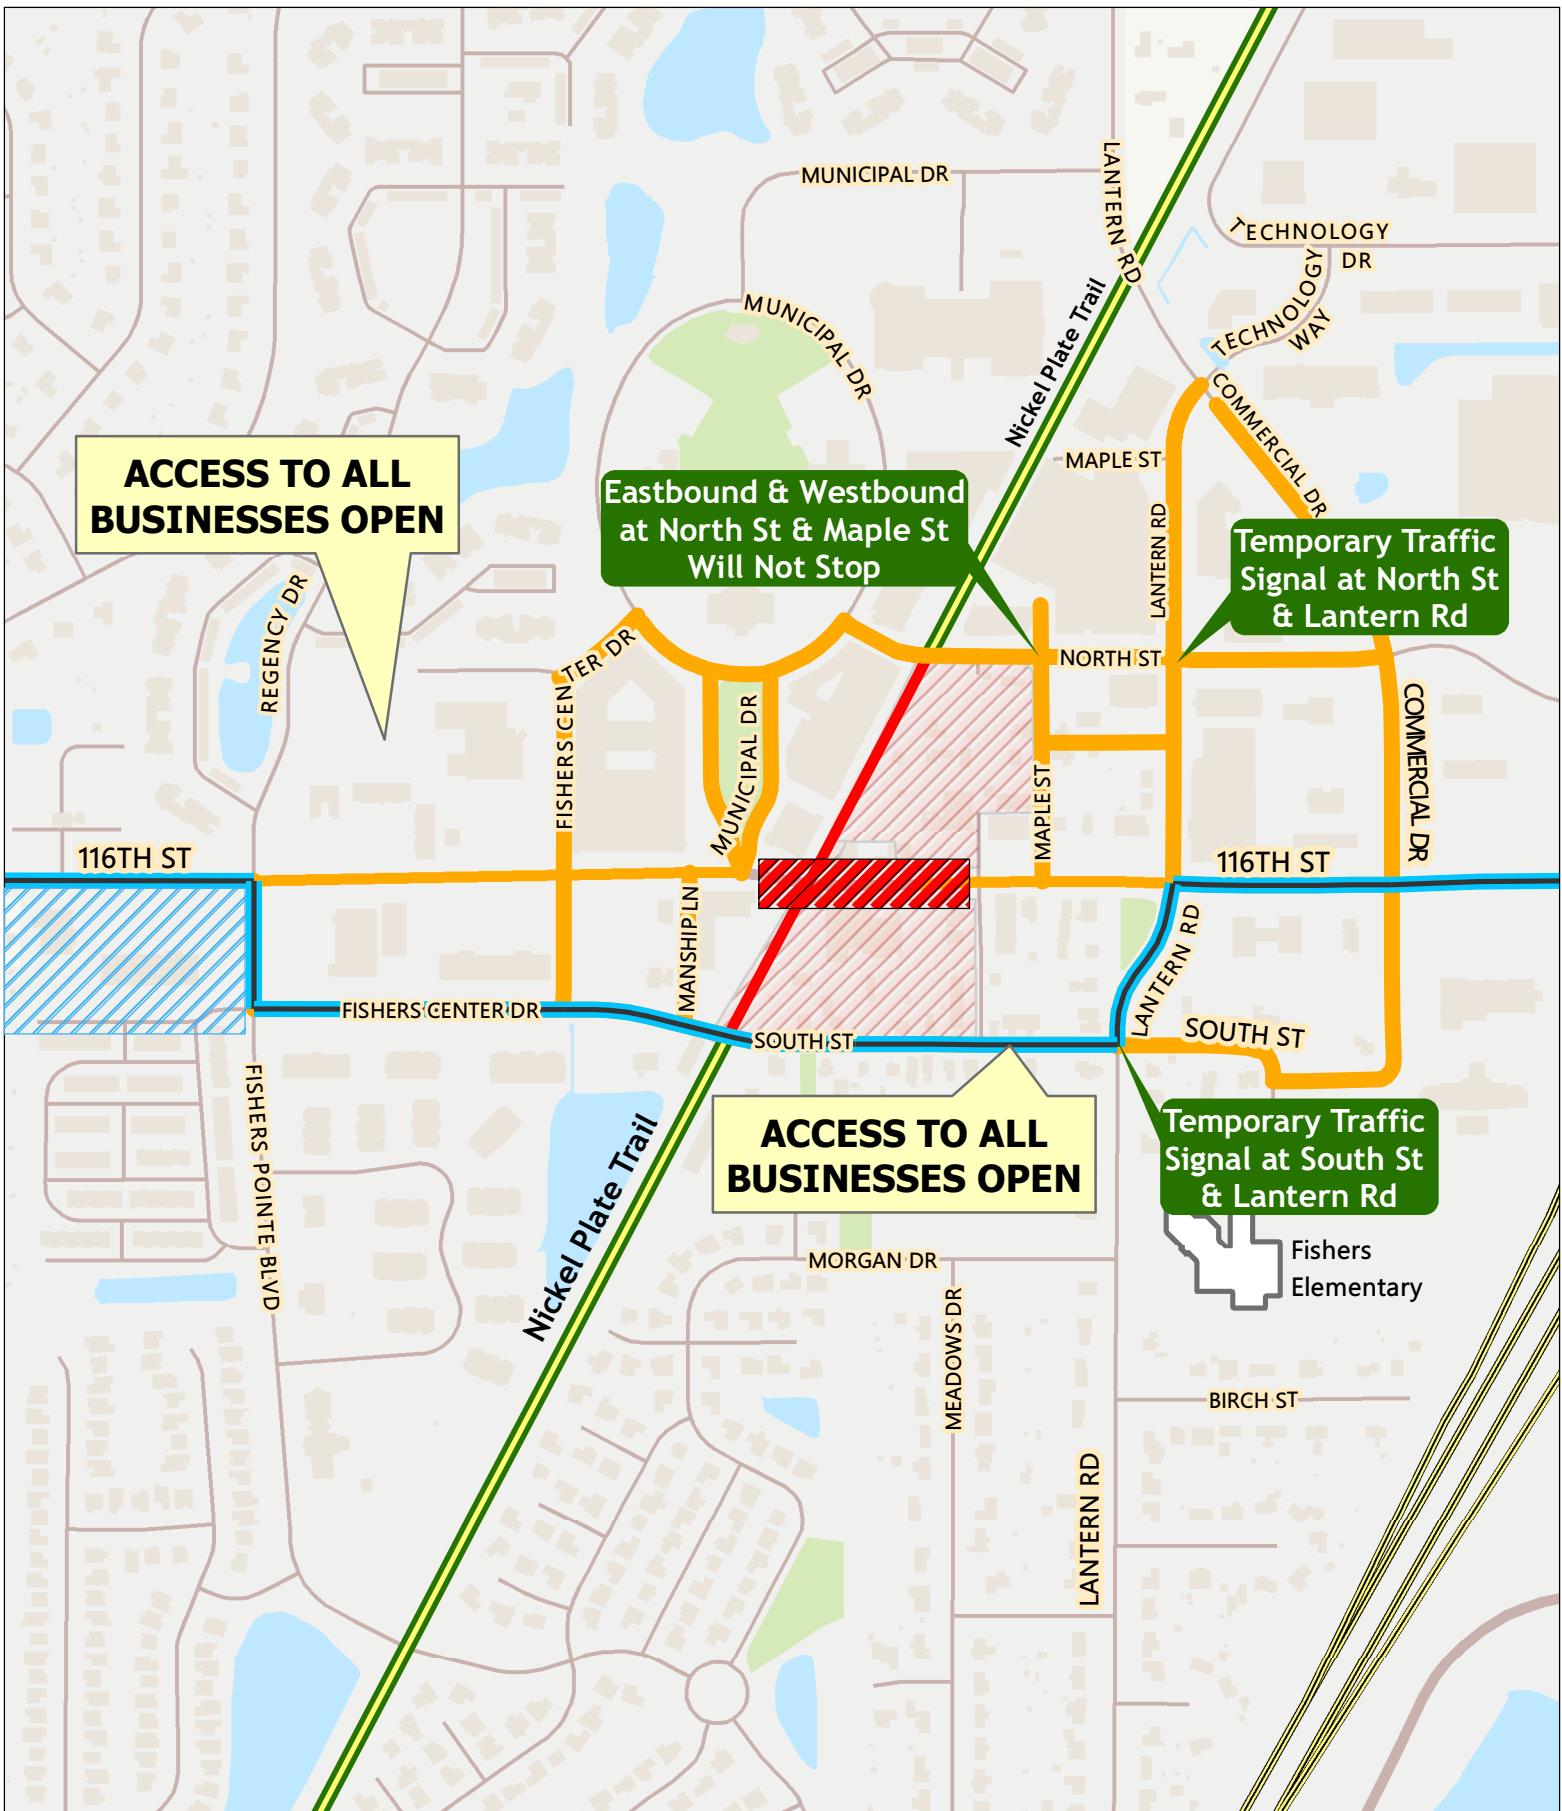 MUNICIPAL DR
LANTERN RD
TECHNOLOGY
DR
TECHNOLOGY
WAY
MUNICIPAL DR
Nickel Plate Trail
COMMERCIAL DR
MAPLE ST
ACCESS TO ALL
BUSINESSES OPEN
Eastbound & Westbound
at North St & Maple St
Will Not Stop
LANTERN RD
Temporary Traffic
Signal at North St
& Lantern Rd
REGENCY DR
FISHERS CENTER DR
NORTH ST
MUNICIPAL DR
MAPLE ST
COMMERCIAL DR
116TH ST
116TH ST
MANSHIP LN
LANTERN RD
FISHERS CENTER DR
SOUTH ST
SOUTH ST
FISHERS POINTE BLVD
Nickel Plate Trail
ACCESS TO ALL
BUSINESSES OPEN
Temporary Traffic
Signal at South St
& Lantern Rd
MORGAN DR
Fishers
Elementary
MEADOWS DR
BIRCH ST
LANTERN RD